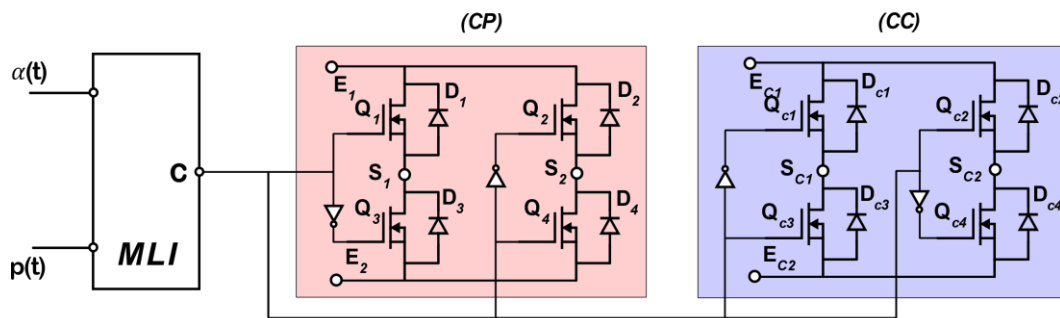 (CP)
(CC)
α(t)
C
MLI
p(t)
E1
Q1
D1
Q2
D2
S1
S2
Q3
D3
Q4
D4
E2
EC1
Qc1
Dc1
Qc2
Dc2
SC1
SC2
Qc3
Dc3
Qc4
Dc4
EC2